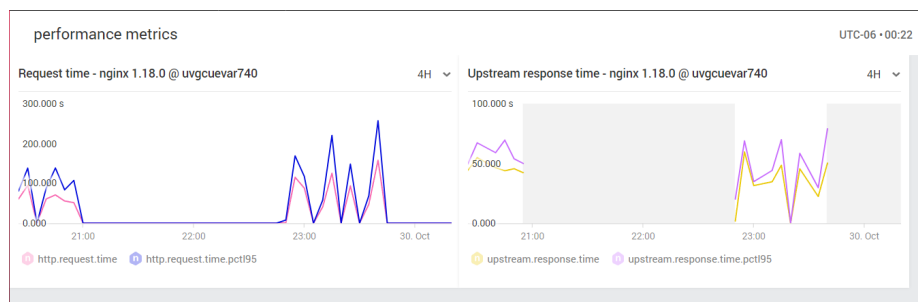 performance metrics
UTC-06 • 00:22
Request time - nginx 1.18.0 @ uvgcuevar740
4H
300.000 s
200.000
100.000
0.000
21:00 22:00 23:00 30. Oct
http.request.time http.request.time.pctl95
Upstream response time - nginx 1.18.0 @ uvgcuevar740
4H
100.000 s
50.000
0.000
21:00 22:00 23:00 30. Oct
upstream.response.time upstream.response.time.pctl95